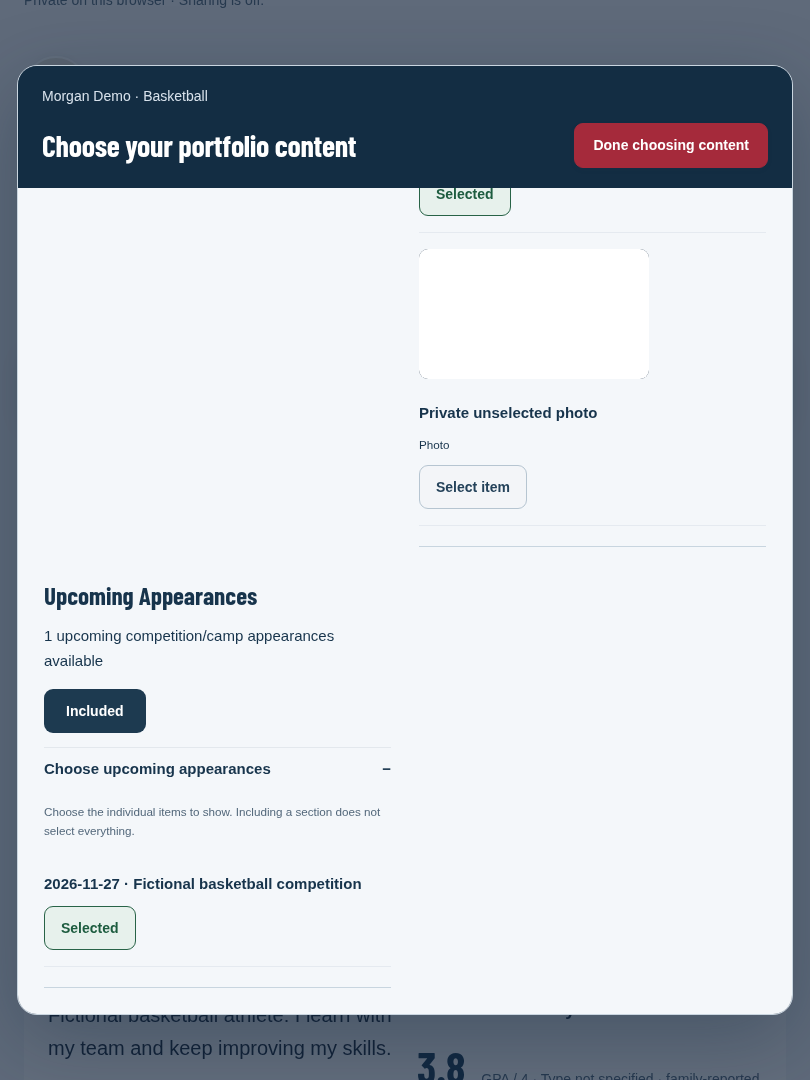 Private on this browser · Sharing is off.
Morgan Demo · Basketball
Choose your portfolio content
Done choosing content
Selected
Private unselected photo
Photo
Select item
Upcoming Appearances
1 upcoming competition/camp appearances
available
Included
Choose upcoming appearances –
Choose the individual items to show. Including a section does not
select everything.
2026-11-27 · Fictional basketball competition
Selected
Fictional basketball athlete. I learn with
my team and keep improving my skills.
3.8 GPA / 4 · Type not specified · family-reported